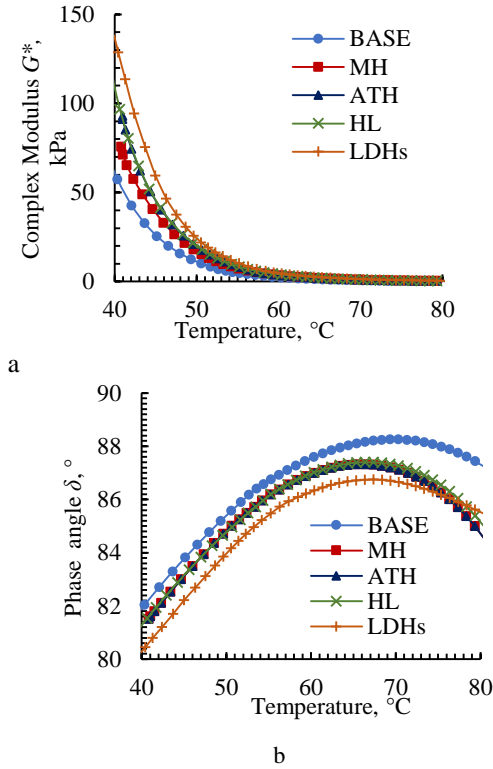 150
100
50
0
Complex Modulus G*,
kPa
BASE
MH
ATH
HL
LDHs
40 50 60 70 80
Temperature, °C
a
90
88
86
84
82
80
Phase angle δ, °
BASE
MH
ATH
HL
LDHs
40 50 60 70 80
Temperature, °C
b